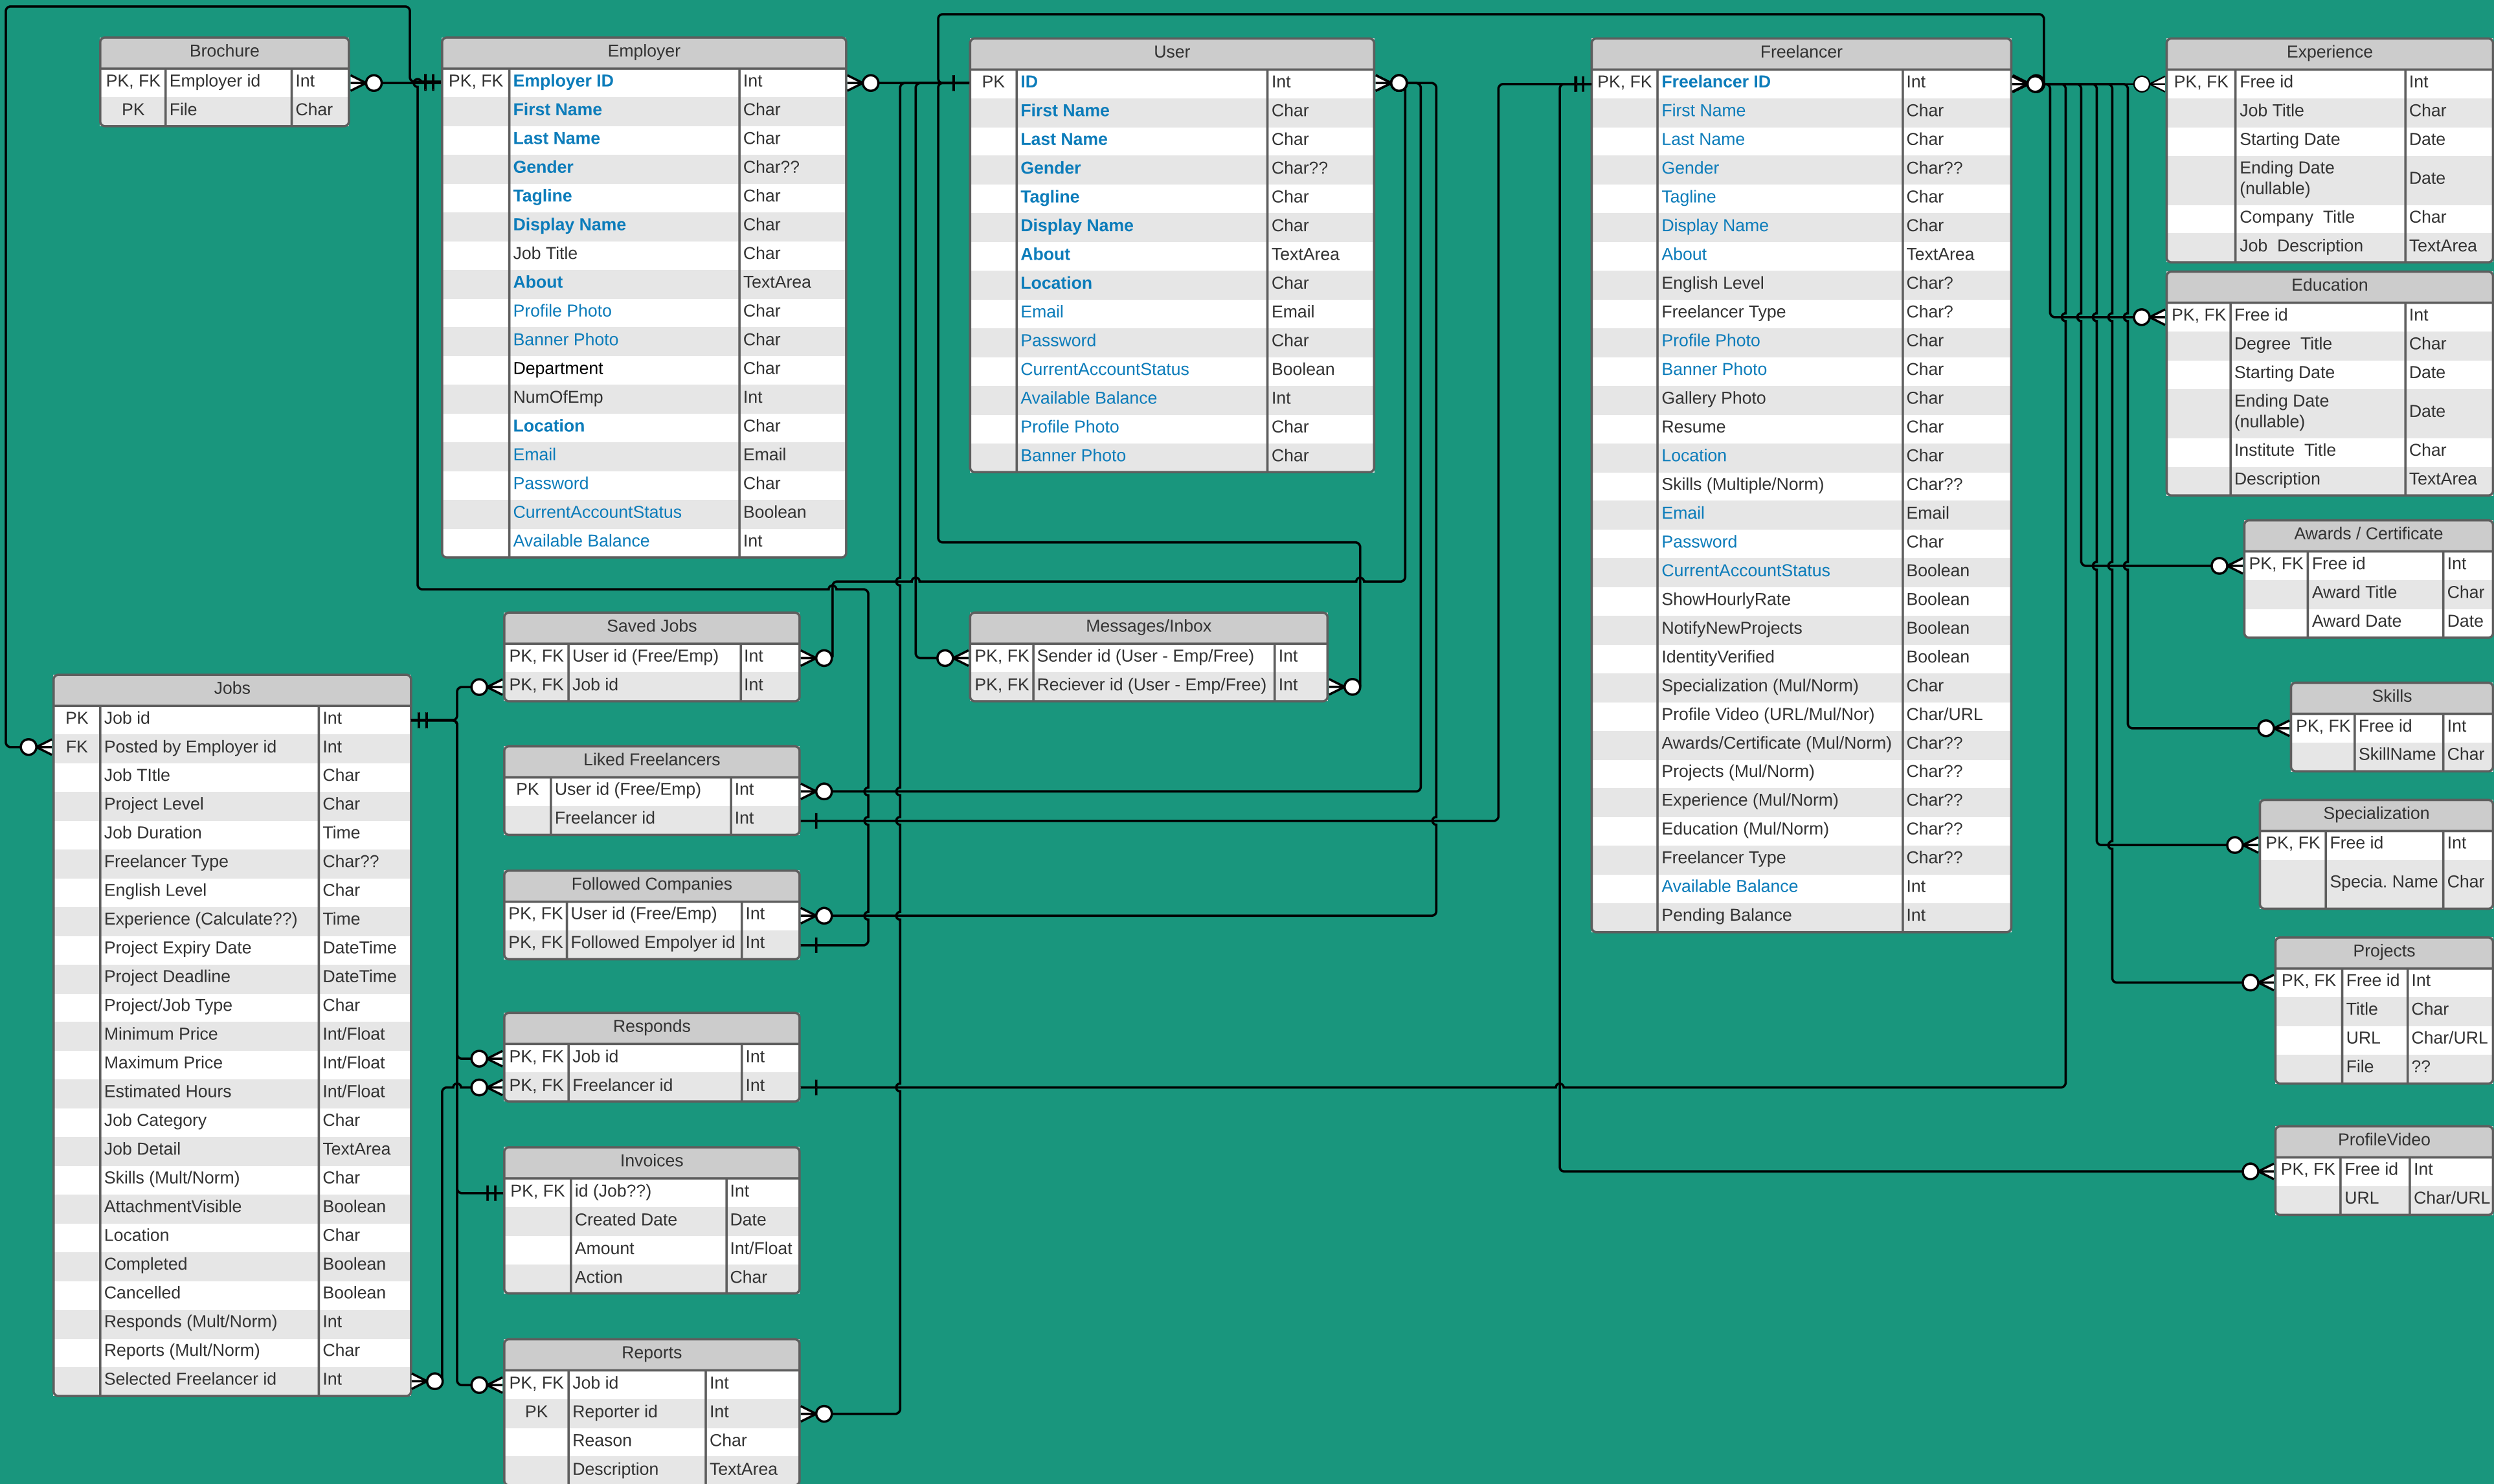 Brochure
PK, FK Employer id Int
PK File Char
Employer
PK, FK Employer ID Int
First Name Char
Last Name Char
Gender Char??
Tagline Char
Display Name Char
Job Title Char
About TextArea
Profile Photo Char
Banner Photo Char
Department Char
NumOfEmp Int
Location Char
Email Email
Password Char
CurrentAccountStatus Boolean
Available Balance Int
User
PK ID Int
First Name Char
Last Name Char
Gender Char??
Tagline Char
Display Name Char
About TextArea
Location Char
Email Email
Password Char
CurrentAccountStatus Boolean
Available Balance Int
Profile Photo Char
Banner Photo Char
Freelancer
PK, FK Freelancer ID Int
First Name Char
Last Name Char
Gender Char??
Tagline Char
Display Name Char
About TextArea
English Level Char?
Freelancer Type Char?
Profile Photo Char
Banner Photo Char
Gallery Photo Char
Resume Char
Location Char
Skills (Multiple/Norm) Char??
Email Email
Password Char
CurrentAccountStatus Boolean
ShowHourlyRate Boolean
NotifyNewProjects Boolean
IdentityVerified Boolean
Specialization (Mul/Norm) Char
Profile Video (URL/Mul/Nor) Char/URL
Awards/Certificate (Mul/Norm) Char??
Projects (Mul/Norm) Char??
Experience (Mul/Norm) Char??
Education (Mul/Norm) Char??
Freelancer Type Char??
Available Balance Int
Pending Balance Int
Experience
PK, FK Free id Int
Job Title Char
Starting Date Date
Ending Date
(nullable) Date
Company Title Char
Job Description TextArea
Education
PK, FK Free id Int
Degree Title Char
Starting Date Date
Ending Date
(nullable) Date
Institute Title Char
Description TextArea
Awards / Certificate
PK, FK Free id Int
Award Title Char
Award Date Date
Skills
PK, FK Free id Int
SkillName Char
Specialization
PK, FK Free id Int
Specia. Name Char
Projects
PK, FK Free id Int
Title Char
URL Char/URL
File ??
ProfileVideo
PK, FK Free id Int
URL Char/URL
Jobs
PK Job id Int
FK Posted by Employer id Int
Job TItle Char
Project Level Char
Job Duration Time
Freelancer Type Char??
English Level Char
Experience (Calculate??) Time
Project Expiry Date DateTime
Project Deadline DateTime
Project/Job Type Char
Minimum Price Int/Float
Maximum Price Int/Float
Estimated Hours Int/Float
Job Category Char
Job Detail TextArea
Skills (Mult/Norm) Char
AttachmentVisible Boolean
Location Char
Completed Boolean
Cancelled Boolean
Responds (Mult/Norm) Int
Reports (Mult/Norm) Char
Selected Freelancer id Int
Saved Jobs
PK, FK User id (Free/Emp) Int
PK, FK Job id Int
Messages/Inbox
PK, FK Sender id (User - Emp/Free) Int
PK, FK Reciever id (User - Emp/Free) Int
Liked Freelancers
PK User id (Free/Emp) Int
Freelancer id Int
Followed Companies
PK, FK User id (Free/Emp) Int
PK, FK Followed Empolyer id Int
Responds
PK, FK Job id Int
PK, FK Freelancer id Int
Invoices
PK, FK id (Job??) Int
Created Date Date
Amount Int/Float
Action Char
Reports
PK, FK Job id Int
PK Reporter id Int
Reason Char
Description TextArea